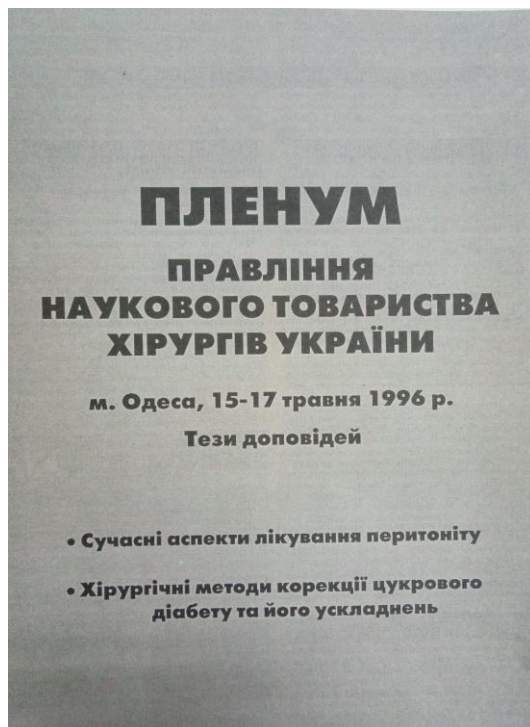 ПЛЕНУМ
ПРАВЛІННЯ
НАУКОВОГО ТОВАРИСТВА
ХІРУРГІВ УКРАЇНИ
м. Одеса, 15-17 травня 1996 р.
Тези доповідей
• Сучасні аспекти лікування перитоніту
• Хірургічні методи корекції цукрового
діабету та його ускладнень